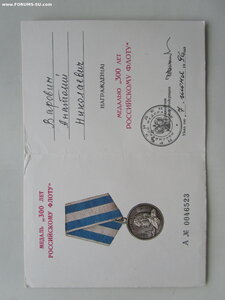 www.FORUMS-SU.com
Варовин
Анатолий
Николаевич
НАГРАЖДЕН(А)
МЕДАЛЬЮ „300 ЛЕТ
РОССИЙСКОМУ ФЛОТУ"
МЕДАЛЬ „300 ЛЕТ
РОССИЙСКОМУ ФЛОТУ"
А № 0046523